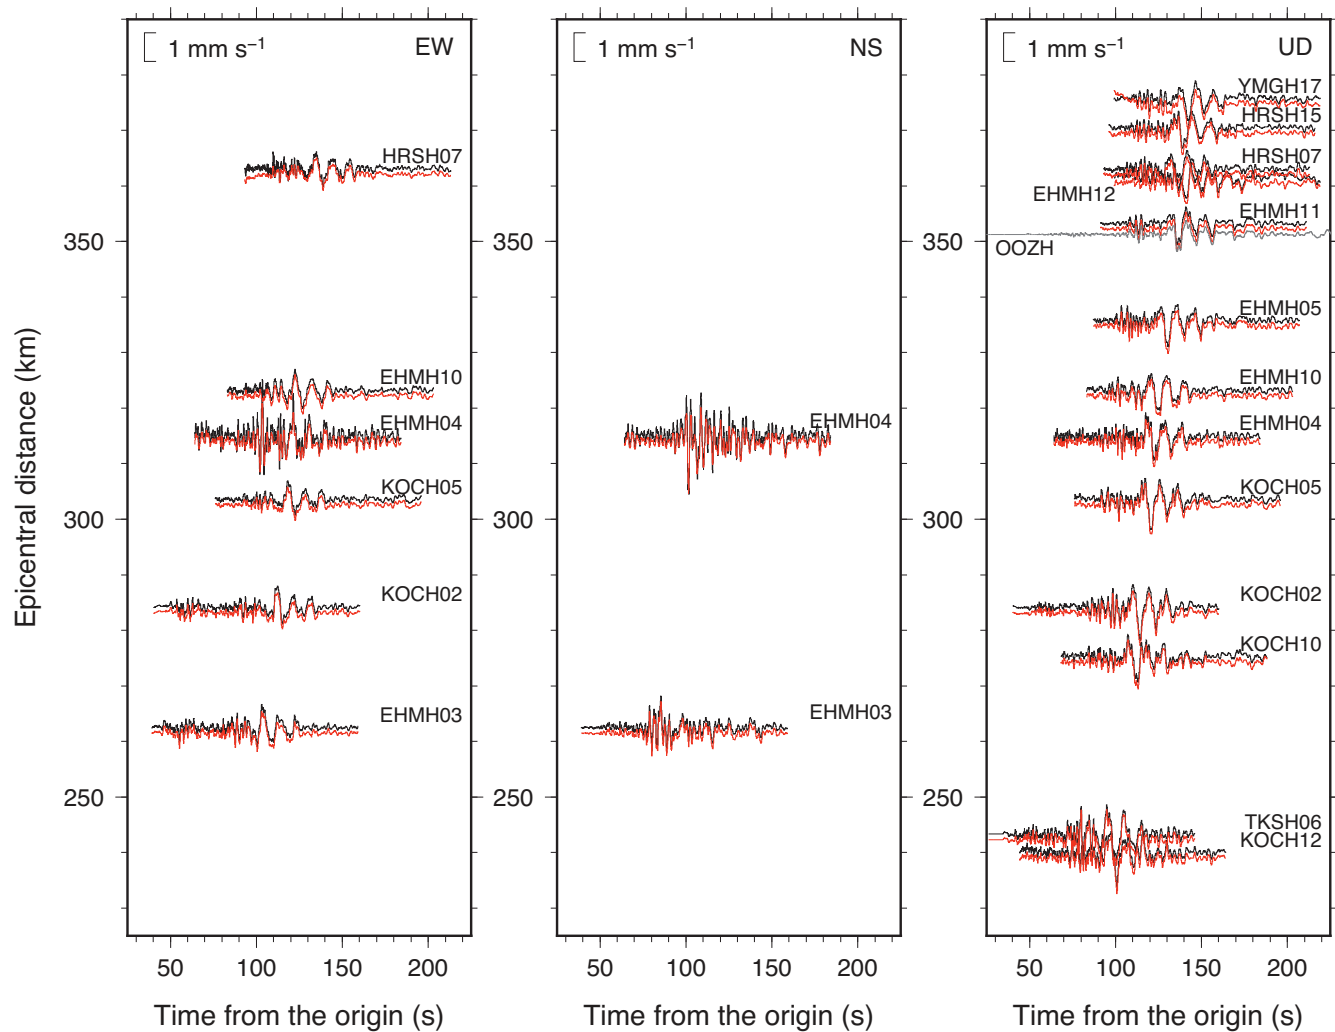 1 mm s⁻¹ EW
HRSH07
EHMH10
EHMH04
KOCH05
KOCH02
EHMH03
350
300
250
50 100 150 200
Time from the origin (s)
Epicentral distance (km)
1 mm s⁻¹ NS
EHMH04
EHMH03
350
300
250
50 100 150 200
Time from the origin (s)
1 mm s⁻¹ UD
YMGH17
HRSH15
HRSH07
EHMH12
EHMH11
OOZH
EHMH05
EHMH10
EHMH04
KOCH05
KOCH02
KOCH10
TKSH06
KOCH12
350
300
250
50 100 150 200
Time from the origin (s)